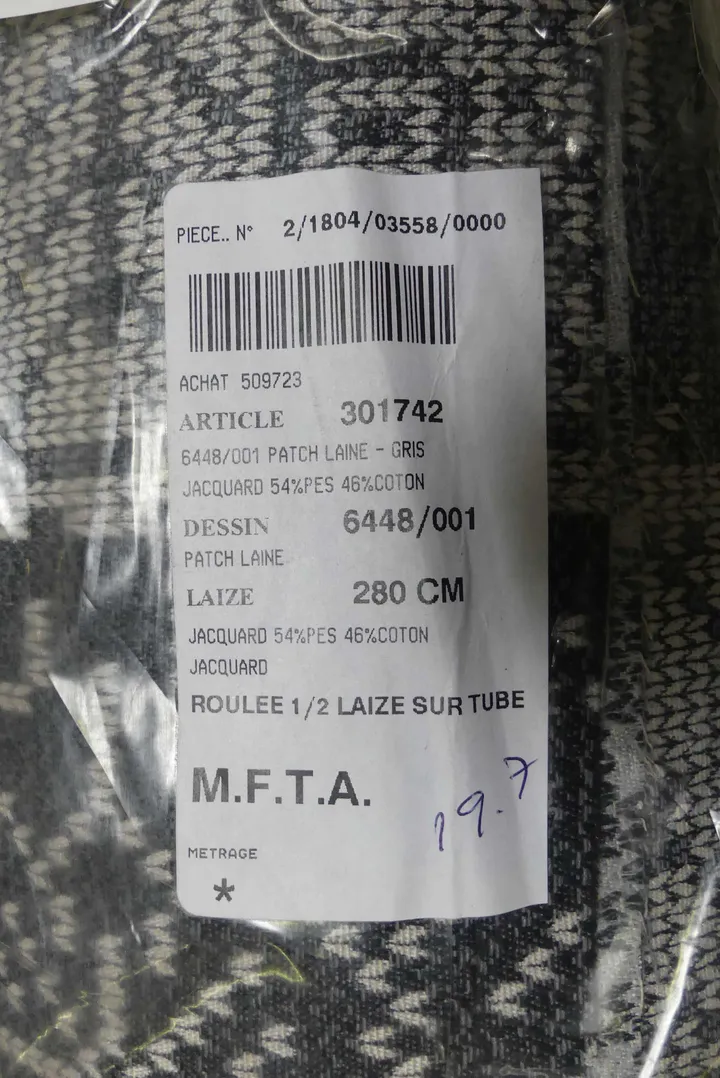 PIECE.. N° 2/1804/03558/0000
ACHAT 509723
ARTICLE 301742
6448/001 PATCH LAINE - GRIS
JACQUARD 54%PES 46%COTON
DESSIN 6448/001
PATCH LAINE
LAIZE 280 CM
JACQUARD 54%PES 46%COTON
JACQUARD
ROULEE 1/2 LAIZE SUR TUBE
M.F.T.A.
19.7
METRAGE
*